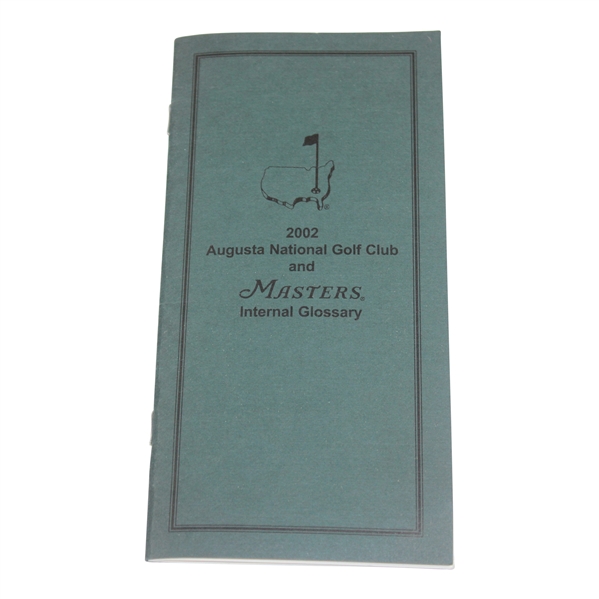 2002
Augusta National Golf Club
and
MASTERS®
Internal Glossary